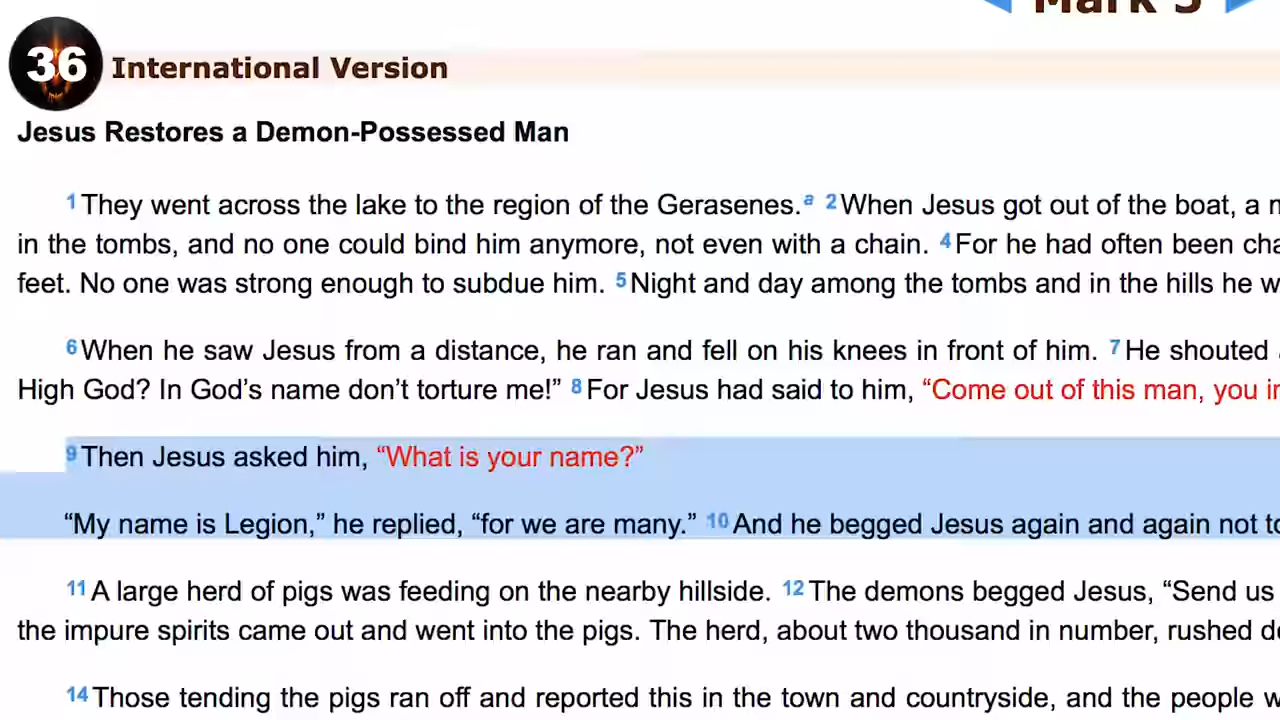 Mark 5
36 International Version
Jesus Restores a Demon-Possessed Man
1 They went across the lake to the region of the Gerasenes.a 2 When Jesus got out of the boat, a
in the tombs, and no one could bind him anymore, not even with a chain. 4 For he had often been
feet. No one was strong enough to subdue him. 5 Night and day among the tombs and in the hills he
6 When he saw Jesus from a distance, he ran and fell on his knees in front of him. 7 He shouted
High God? In God’s name don’t torture me!” 8 For Jesus had said to him, “Come out of this man, you
9 Then Jesus asked him, “What is your name?”
“My name is Legion,” he replied, “for we are many.” 10 And he begged Jesus again and again not to
11 A large herd of pigs was feeding on the nearby hillside. 12 The demons begged Jesus, “Send us
the impure spirits came out and went into the pigs. The herd, about two thousand in number, rushed
14 Those tending the pigs ran off and reported this in the town and countryside, and the people